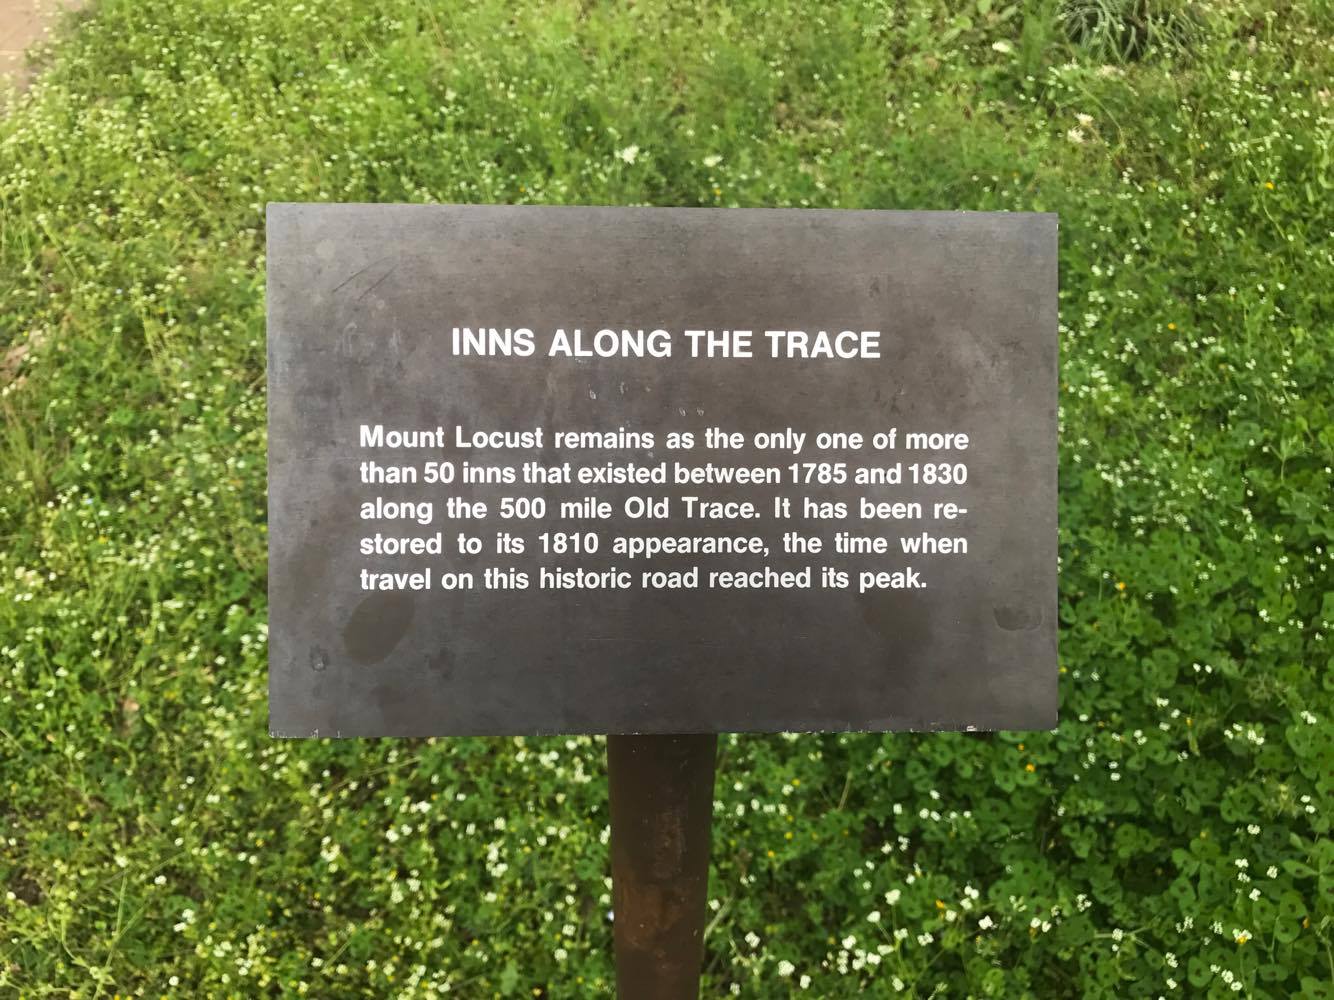 INNS ALONG THE TRACE
Mount Locust remains as the only one of more
than 50 inns that existed between 1785 and 1830
along the 500 mile Old Trace. It has been re-
stored to its 1810 appearance, the time when
travel on this historic road reached its peak.